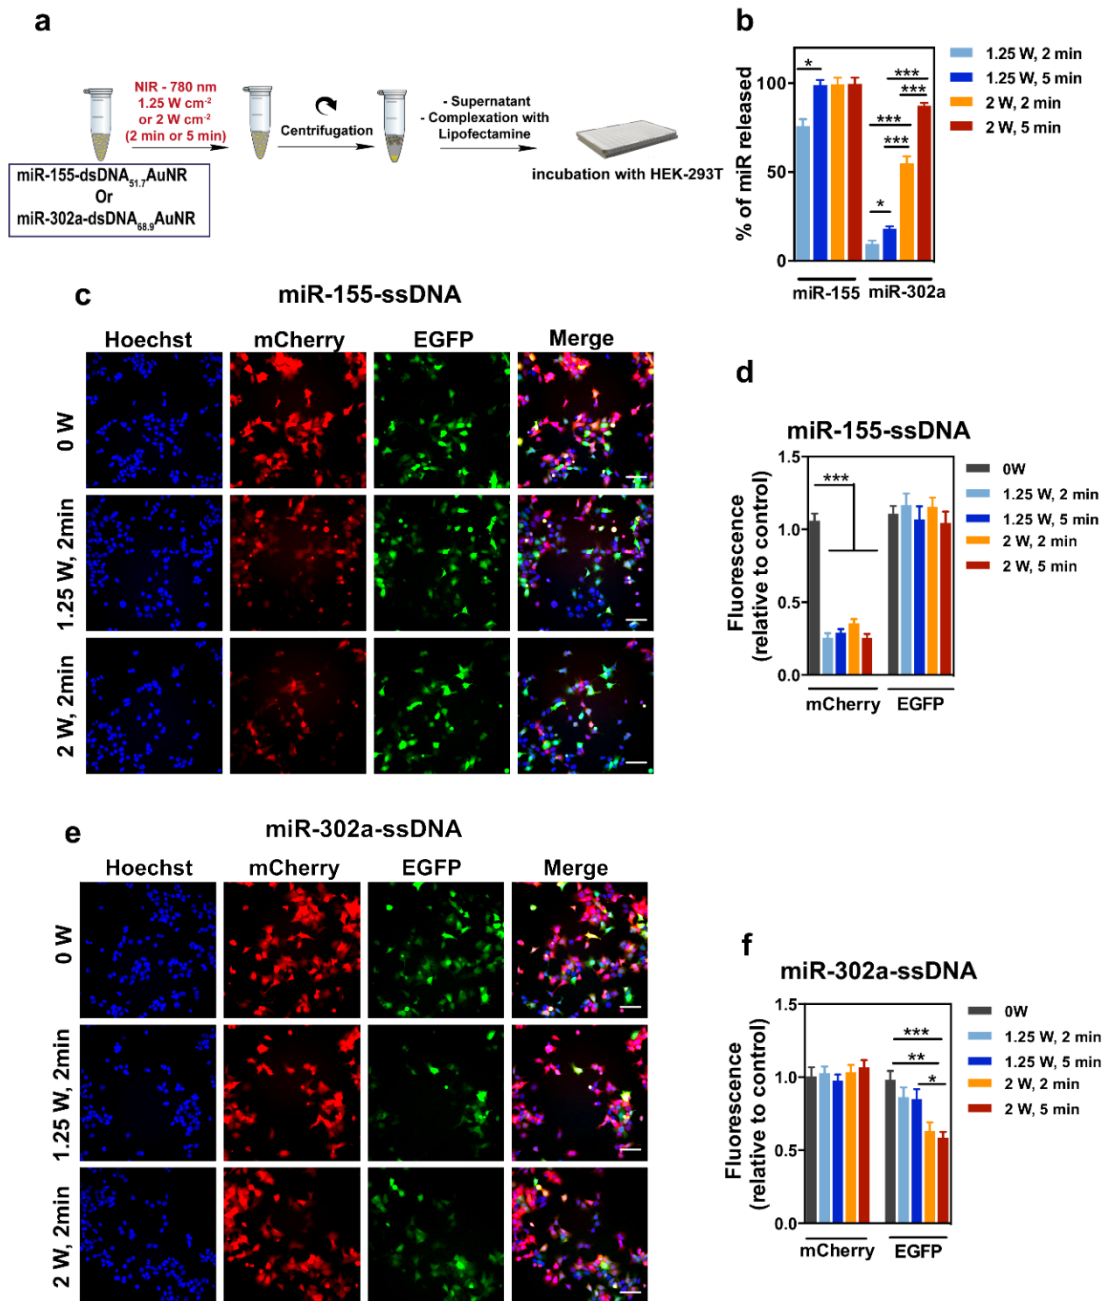 a
NIR - 780 nm
1.25 W cm-2
or 2 W cm-2
(2 min or 5 min)
Centrifugation
- Supernatant
- Complexation with
Lipofectamine
incubation with HEK-293T
miR-155-dsDNA51.7AuNR
Or
miR-302a-dsDNA68.9AuNR
b
% of miR released
100
50
0
*
*
***
***
***
***
miR-155
miR-302a
1.25 W, 2 min
1.25 W, 5 min
2 W, 2 min
2 W, 5 min
c
miR-155-ssDNA
Hoechst
mCherry
EGFP
Merge
0 W
1.25 W, 2min
2 W, 2min
d
miR-155-ssDNA
Fluorescence
(relative to control)
1.5
1.0
0.5
0.0
***
mCherry
EGFP
0W
1.25 W, 2 min
1.25 W, 5 min
2 W, 2 min
2 W, 5 min
e
miR-302a-ssDNA
Hoechst
mCherry
EGFP
Merge
0 W
1.25 W, 2min
2 W, 2min
f
miR-302a-ssDNA
Fluorescence
(relative to control)
1.5
1.0
0.5
0.0
***
**
*
mCherry
EGFP
0W
1.25 W, 2 min
1.25 W, 5 min
2 W, 2 min
2 W, 5 min